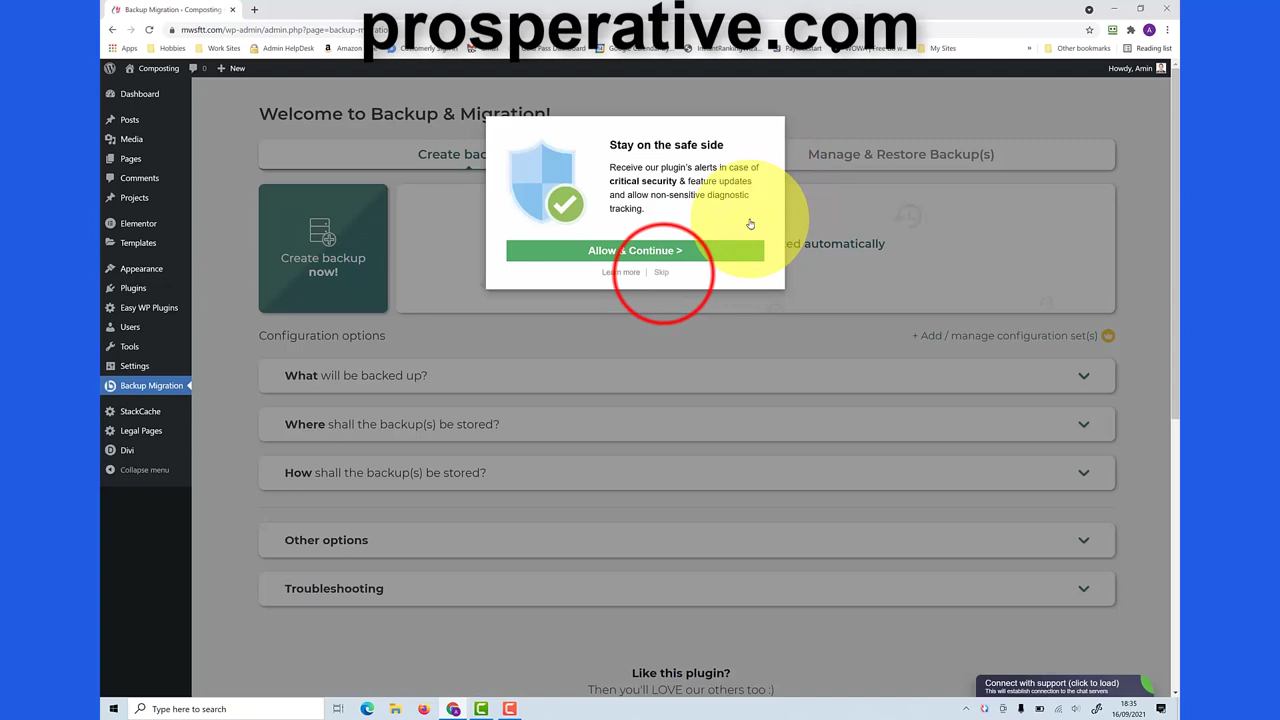 prosperative.com
Backup Migration ‹ Composting
mwsftt.com/wp-admin/admin.php?page=backup-
Apps
Hobbies
Work Sites
Admin HelpDesk
Amazon
My Sites
»
Other bookmarks
Reading list
Composting
0
New
Howdy, Amin
Dashboard
Posts
Media
Pages
Comments
Projects
Elementor
Templates
Appearance
Plugins
Easy WP Plugins
Users
Tools
Settings
Backup Migration
StackCache
Legal Pages
Divi
Collapse menu
Welcome to Backup & Migration!
Create bac
Manage & Restore Backup(s)
Create backup
now!
ed automatically
Stay on the safe side
Receive our plugin's alerts in case of
critical security & feature updates
and allow non-sensitive diagnostic
tracking.
Allow & Continue >
Learn more | Skip
Configuration options
+ Add / manage configuration set(s)
What will be backed up?
Where shall the backup(s) be stored?
How shall the backup(s) be stored?
Other options
Troubleshooting
Like this plugin?
Then you'll LOVE our others too :)
Connect with support (click to load)
This will establish connection to the chat servers
Type here to search
18:35
16/09/2021